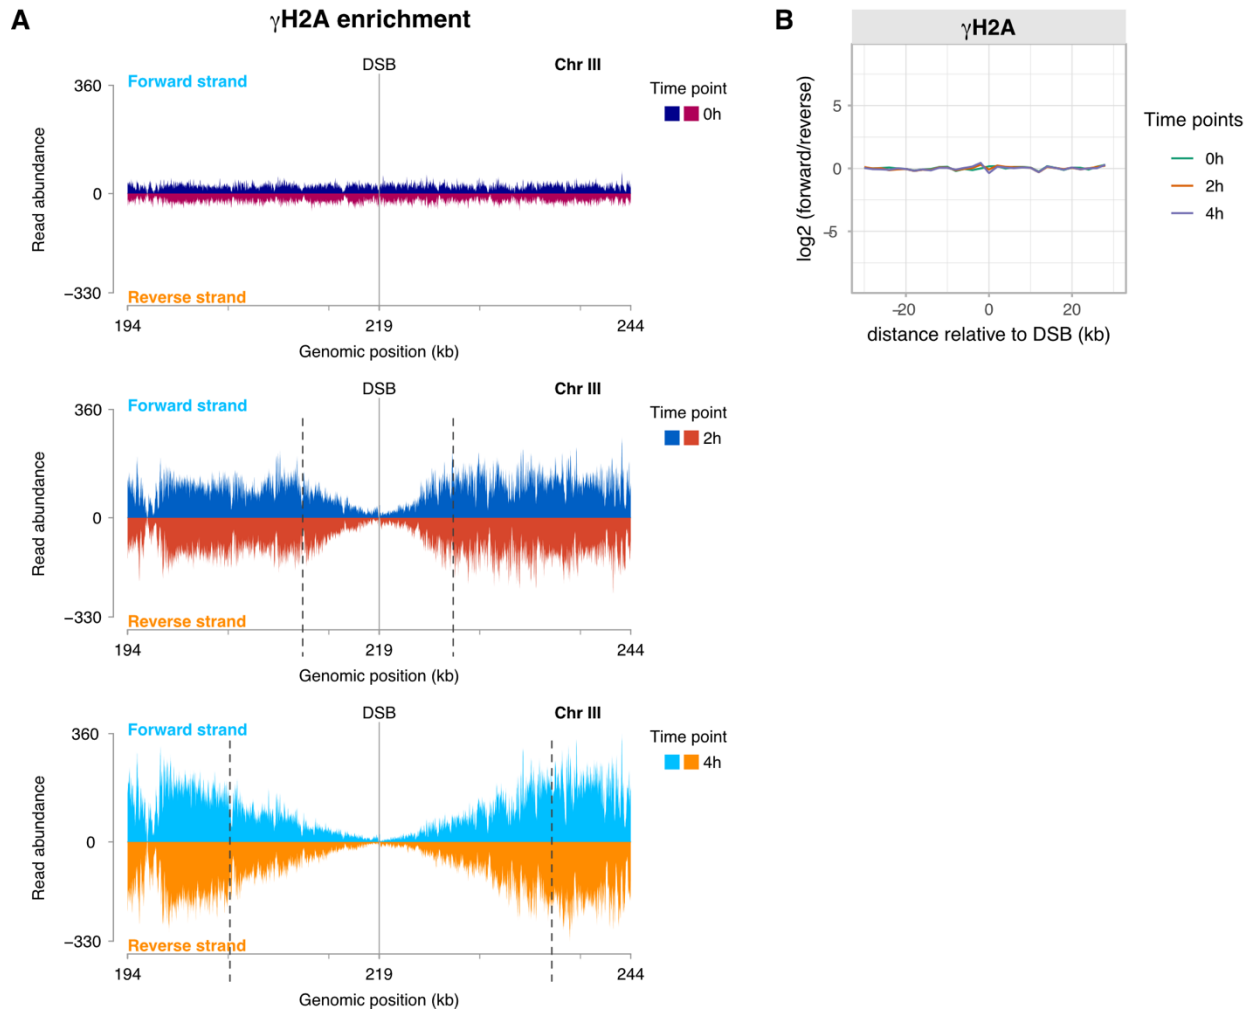 A
γH2A enrichment
DSB
Chr III
Forward strand
Time point
0h
360
0
−330
Read abundance
Reverse strand
194
219
244
Genomic position (kb)
DSB
Chr III
Forward strand
Time point
2h
360
0
−330
Read abundance
Reverse strand
194
219
244
Genomic position (kb)
DSB
Chr III
Forward strand
Time point
4h
360
0
−330
Read abundance
Reverse strand
194
219
244
Genomic position (kb)
B
γH2A
log2 (forward/reverse)
5
0
−5
−20
0
20
distance relative to DSB (kb)
Time points
0h
2h
4h